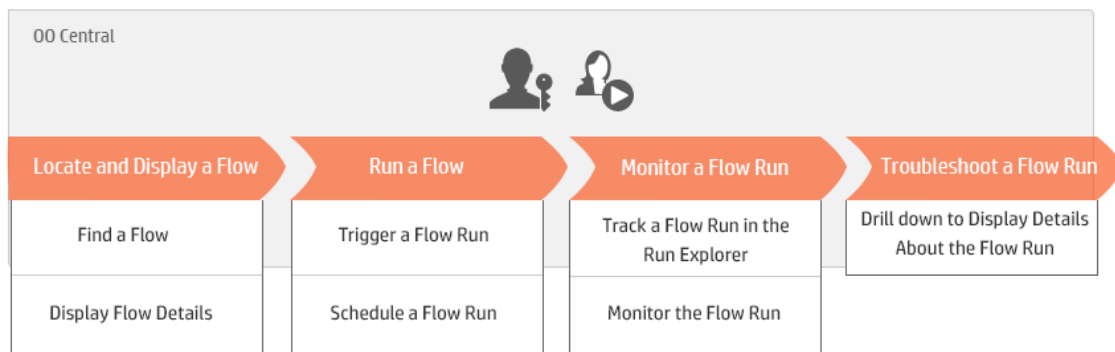 OO Central
Locate and Display a Flow
Run a Flow
Monitor a Flow Run
Troubleshoot a Flow Run
Find a Flow
Trigger a Flow Run
Track a Flow Run in the
Run Explorer
Drill down to Display Details
About the Flow Run
Display Flow Details
Schedule a Flow Run
Monitor the Flow Run